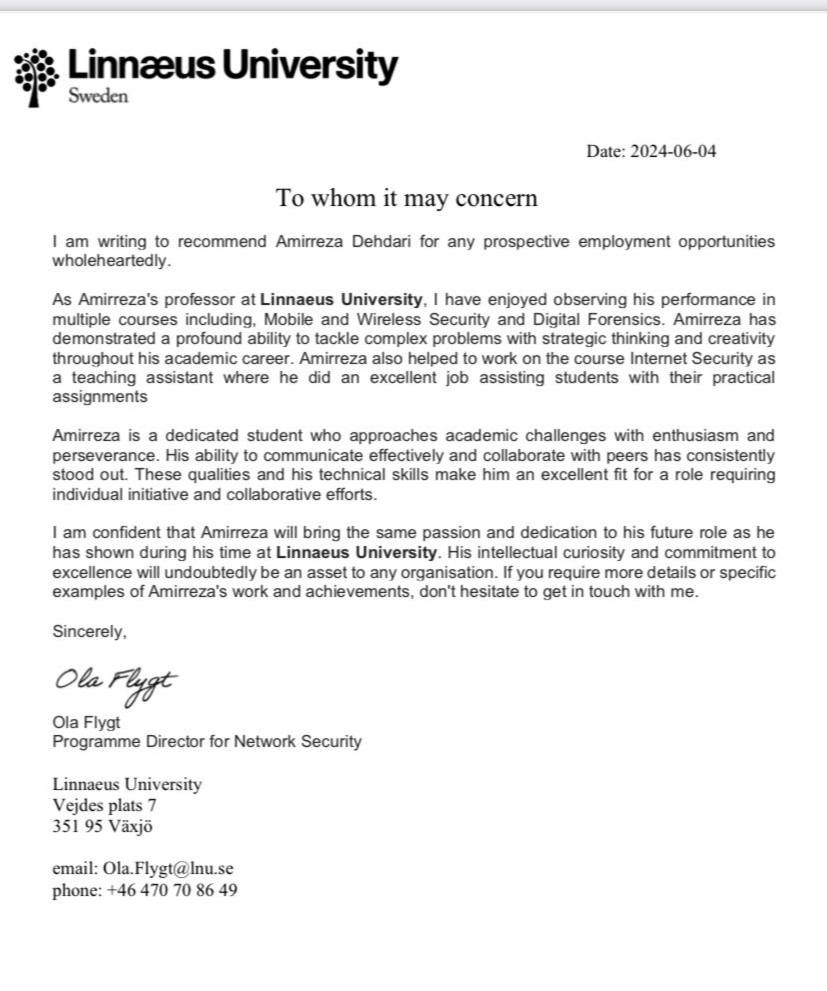 Linnæus University
Sweden
Date: 2024-06-04
To whom it may concern
I am writing to recommend Amirreza Dehdari for any prospective employment opportunities
wholeheartedly.
As Amirreza's professor at Linnaeus University, I have enjoyed observing his performance in
multiple courses including, Mobile and Wireless Security and Digital Forensics. Amirreza has
demonstrated a profound ability to tackle complex problems with strategic thinking and creativity
throughout his academic career. Amirreza also helped to work on the course Internet Security as
a teaching assistant where he did an excellent job assisting students with their practical
assignments
Amirreza is a dedicated student who approaches academic challenges with enthusiasm and
perseverance. His ability to communicate effectively and collaborate with peers has consistently
stood out. These qualities and his technical skills make him an excellent fit for a role requiring
individual initiative and collaborative efforts.
I am confident that Amirreza will bring the same passion and dedication to his future role as he
has shown during his time at Linnaeus University. His intellectual curiosity and commitment to
excellence will undoubtedly be an asset to any organisation. If you require more details or specific
examples of Amirreza's work and achievements, don't hesitate to get in touch with me.
Sincerely,
Ola Flygt
Ola Flygt
Programme Director for Network Security
Linnaeus University
Vejdes plats 7
351 95 Växjö
email: Ola.Flygt@lnu.se
phone: +46 470 70 86 49